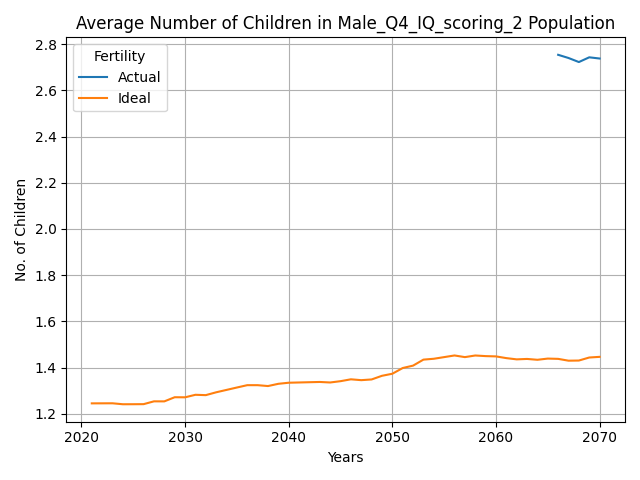 Average Number of Children in Male_Q4_IQ_scoring_2 Population
Fertility
Actual
Ideal
No. of Children
2.8
2.6
2.4
2.2
2.0
1.8
1.6
1.4
1.2
2020 2030 2040 2050 2060 2070
Years